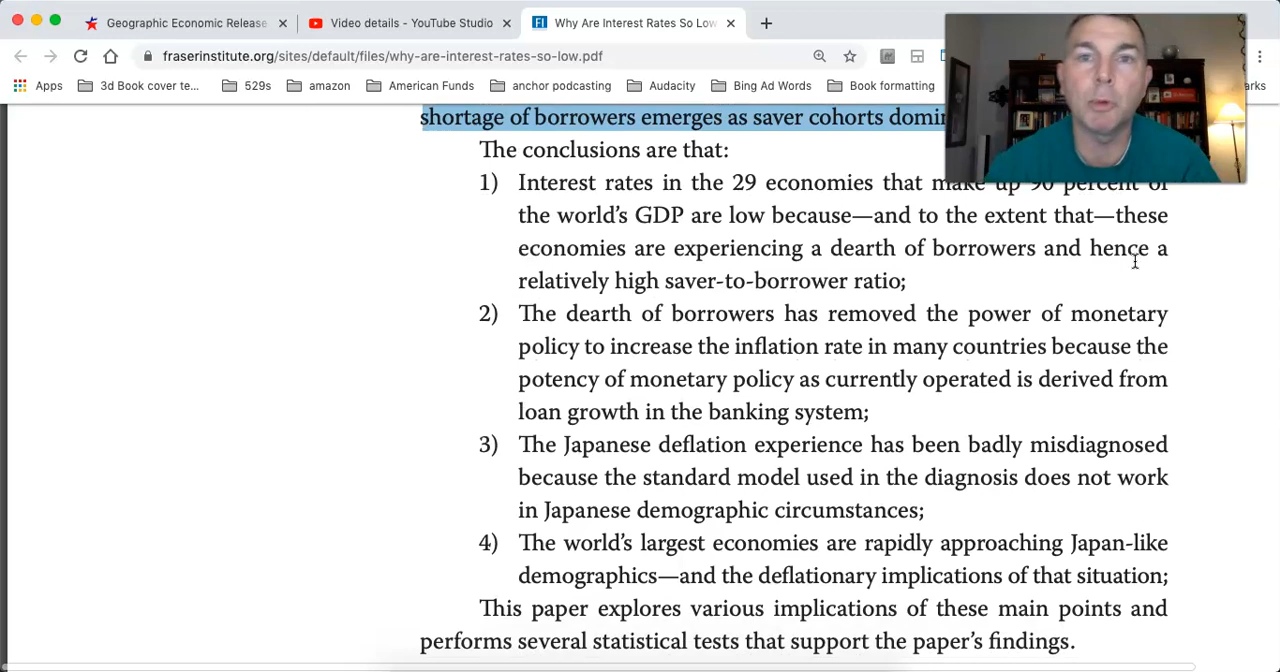 Geographic Economic Release
Video details - YouTube Studio
FI Why Are Interest Rates So Low
fraserinstitute.org/sites/default/files/why-are-interest-rates-so-low.pdf
Apps 3d Book cover te... 529s amazon American Funds anchor podcasting Audacity Bing Ad Words Book formatting
shortage of borrowers emerges as saver cohorts
The conclusions are that:
1) Interest rates in the 29 economies that make up 90 percent of
the world's GDP are low because—and to the extent that—these
economies are experiencing a dearth of borrowers and hence a
relatively high saver-to-borrower ratio;
2) The dearth of borrowers has removed the power of monetary
policy to increase the inflation rate in many countries because the
potency of monetary policy as currently operated is derived from
loan growth in the banking system;
3) The Japanese deflation experience has been badly misdiagnosed
because the standard model used in the diagnosis does not work
in Japanese demographic circumstances;
4) The world's largest economies are rapidly approaching Japan-like
demographics—and the deflationary implications of that situation;
This paper explores various implications of these main points and
performs several statistical tests that support the paper's findings.